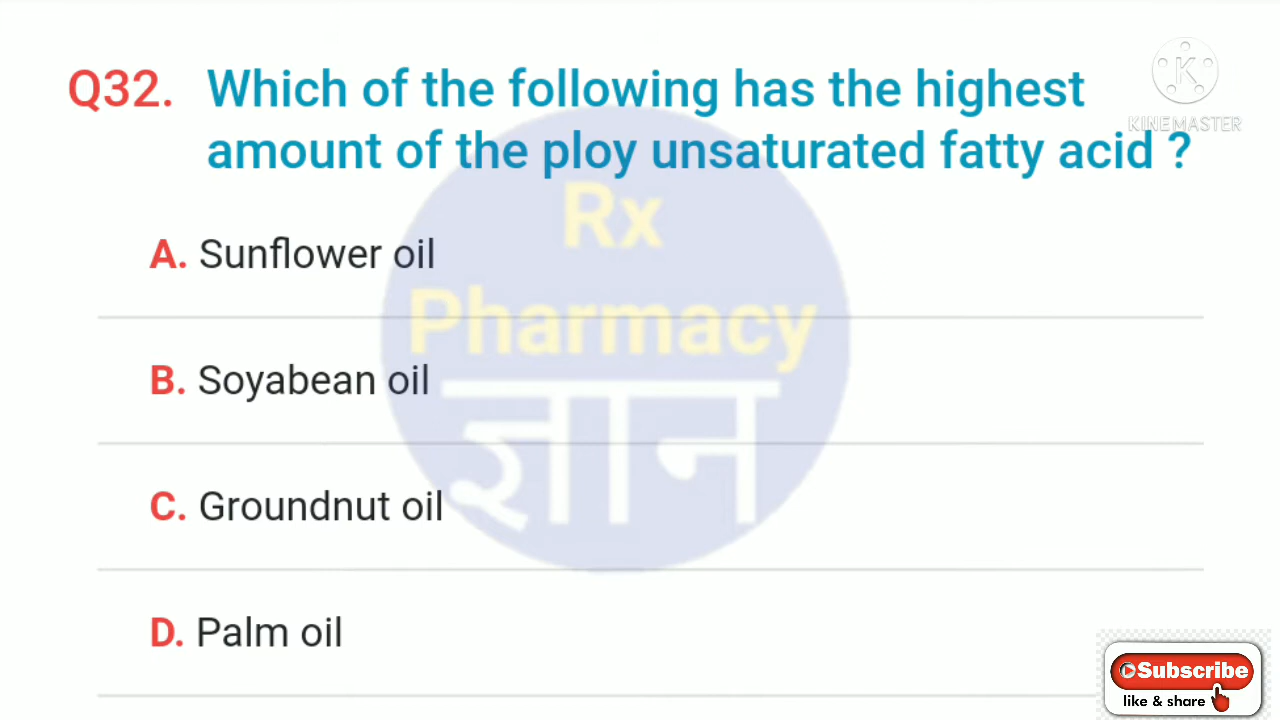 Q32. Which of the following has the highest
amount of the ploy unsaturated fatty acid ?
K
KINEMASTER
A. Sunflower oil
Rx
Pharmacy
ज्ञान
B. Soyabean oil
C. Groundnut oil
D. Palm oil
Subscribe
like & share